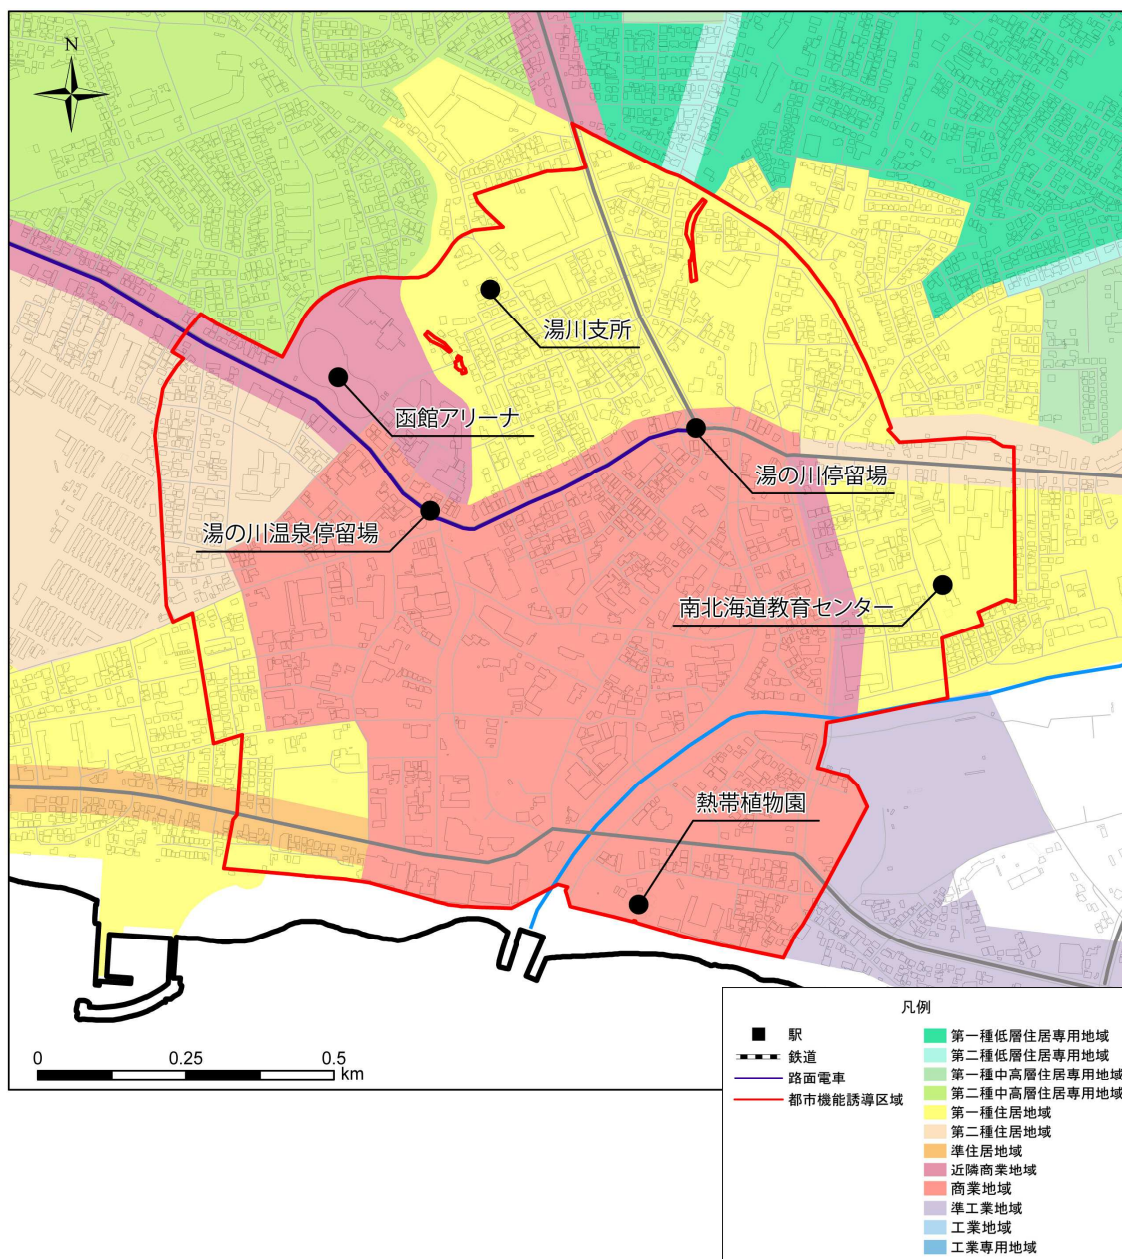 N
湯川支所
函館アリーナ
湯の川停留場
湯の川温泉停留場
南北海道教育センター
熱帯植物園
0 0.25 0.5
km
凡例
駅
鉄道
路面電車
都市機能誘導区域
第一種低層住居専用地域
第二種低層住居専用地域
第一種中高層住居専用地域
第二種中高層住居専用地域
第一種住居地域
第二種住居地域
準住居地域
近隣商業地域
商業地域
準工業地域
工業地域
工業専用地域